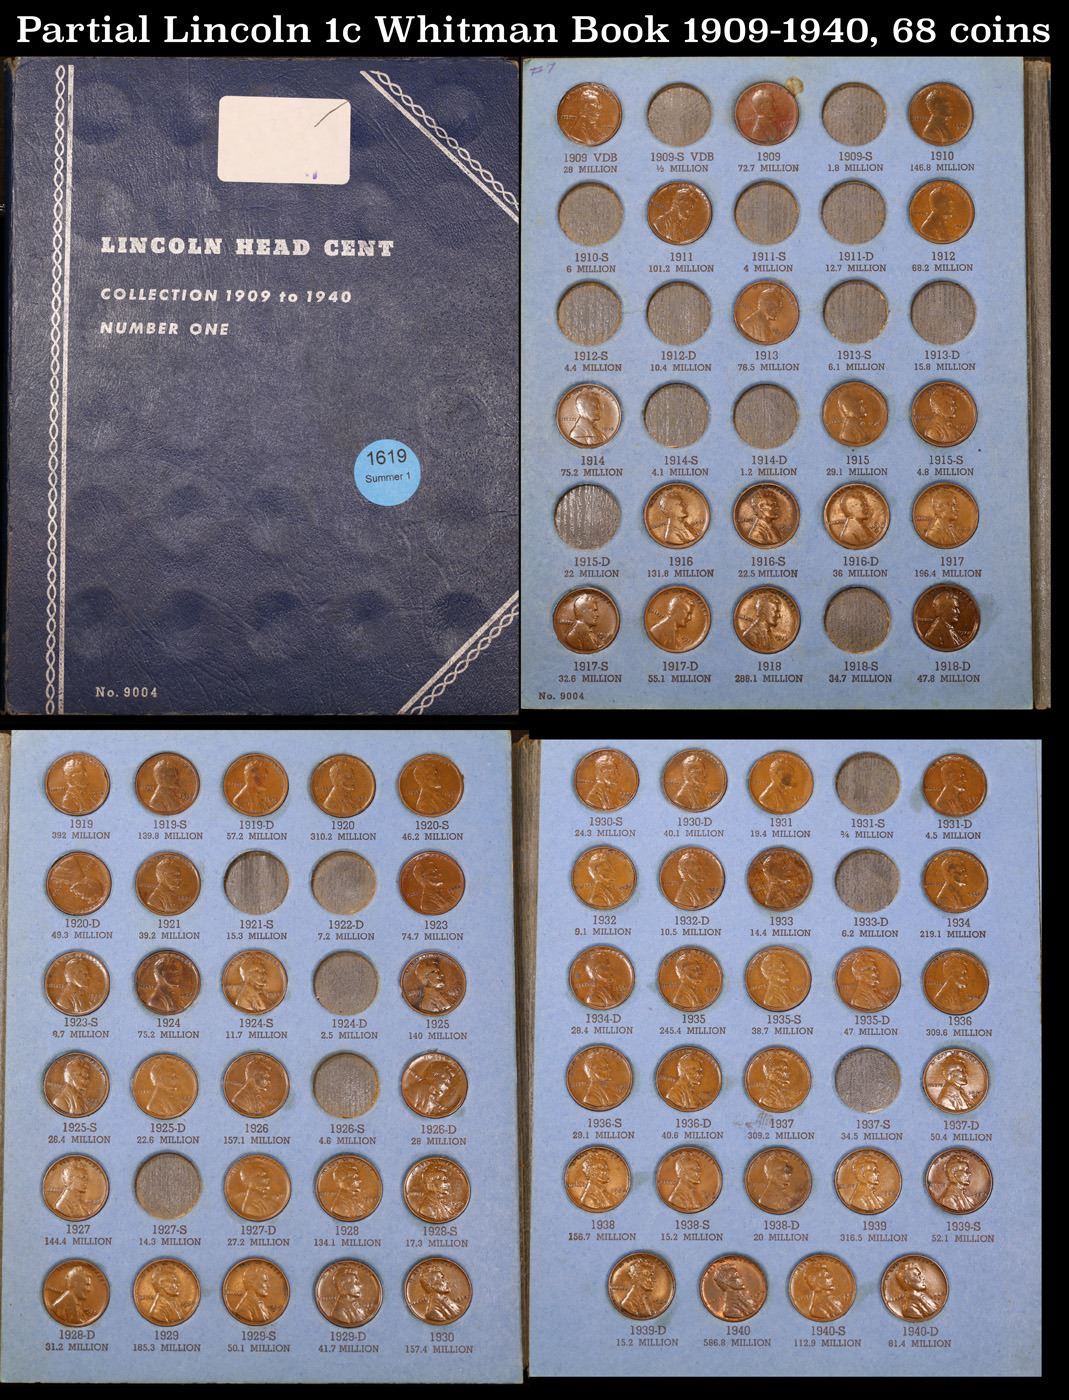 Partial Lincoln 1c Whitman Book 1909-1940, 68 coins
LINCOLN HEAD CENT
COLLECTION 1909 to 1940
NUMBER ONE
1619
Summer 1
No. 9004
#7
1909 VDB 1909-S VDB 1909 1909-S 1910
28 MILLION ½ MILLION 72.7 MILLION 1.8 MILLION 146.8 MILLION
1910-S 1911 1911-S 1911-D 1912
6 MILLION 101.2 MILLION 4 MILLION 12.7 MILLION 68.2 MILLION
1912-S 1912-D 1913 1913-S 1913-D
4.4 MILLION 10.4 MILLION 76.5 MILLION 6.1 MILLION 15.8 MILLION
1914 1914-S 1914-D 1915 1915-S
75.2 MILLION 4.1 MILLION 1.2 MILLION 29.1 MILLION 4.8 MILLION
1915-D 1916 1916-S 1916-D 1917
22 MILLION 131.8 MILLION 22.5 MILLION 36 MILLION 196.4 MILLION
1917-S 1917-D 1918 1918-S 1918-D
32.6 MILLION 55.1 MILLION 288.1 MILLION 34.7 MILLION 47.8 MILLION
No. 9004
1919 1919-S 1919-D 1920 1920-S
392 MILLION 139.8 MILLION 57.2 MILLION 310.2 MILLION 46.2 MILLION
1920-D 1921 1921-S 1922-D 1923
49.3 MILLION 39.2 MILLION 15.3 MILLION 7.2 MILLION 74.7 MILLION
1923-S 1924 1924-S 1924-D 1925
8.7 MILLION 75.2 MILLION 11.7 MILLION 2.5 MILLION 140 MILLION
1925-S 1925-D 1926 1926-S 1926-D
26.4 MILLION 22.6 MILLION 157.1 MILLION 4.6 MILLION 28 MILLION
1927 1927-S 1927-D 1928 1928-S
144.4 MILLION 14.3 MILLION 27.2 MILLION 134.1 MILLION 17.3 MILLION
1928-D 1929 1929-S 1929-D 1930
31.2 MILLION 185.3 MILLION 50.1 MILLION 41.7 MILLION 157.4 MILLION
1930-S 1930-D 1931 1931-S 1931-D
24.3 MILLION 40.1 MILLION 19.4 MILLION ¾ MILLION 4.5 MILLION
1932 1932-D 1933 1933-D 1934
9.1 MILLION 10.5 MILLION 14.4 MILLION 6.2 MILLION 219.1 MILLION
1934-D 1935 1935-S 1935-D 1936
28.4 MILLION 245.4 MILLION 38.7 MILLION 47 MILLION 309.6 MILLION
1936-S 1936-D 1937 1937-S 1937-D
29.1 MILLION 40.6 MILLION 309.2 MILLION 34.5 MILLION 50.4 MILLION
1938 1938-S 1938-D 1939 1939-S
156.7 MILLION 15.2 MILLION 20 MILLION 316.5 MILLION 52.1 MILLION
1939-D 1940 1940-S 1940-D
15.2 MILLION 586.8 MILLION 112.9 MILLION 81.4 MILLION